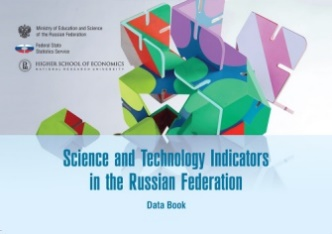 Ministry of Education and Science
of the Russian Federation
Federal State
Statistics Service
HIGHER SCHOOL OF ECONOMICS
NATIONAL RESEARCH UNIVERSITY
Science and Technology Indicators
in the Russian Federation
Data Book